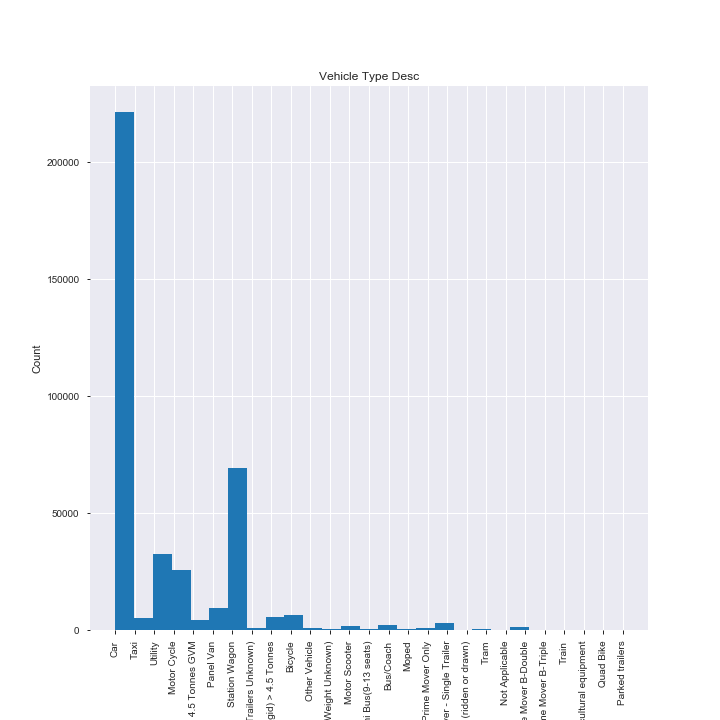 Vehicle Type Desc
Count
200000
150000
100000
50000
0
Car
Taxi
Utility
Motor Cycle
4.5 Tonnes GVM
Panel Van
Station Wagon
Trailers Unknown)
gid) > 4.5 Tonnes
Bicycle
Other Vehicle
Weight Unknown)
Motor Scooter
Bus(9-13 seats)
Bus/Coach
Moped
Prime Mover Only
- Single Trailer
(ridden or drawn)
Tram
Not Applicable
Mover B-Double
Mover B-Triple
Train
equipment
Quad Bike
Parked trailers